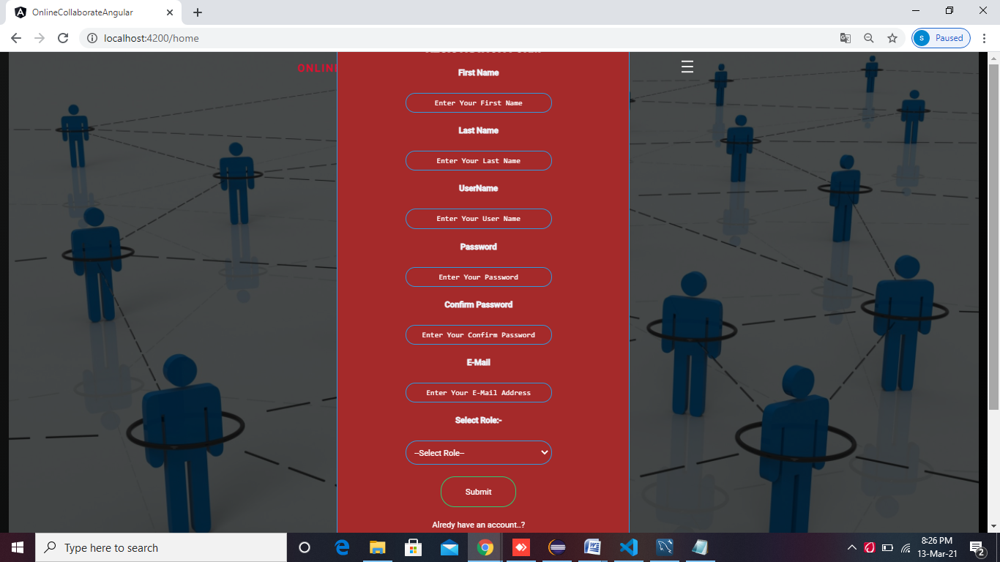 OnlineCollaborateAngular
localhost:4200/home
S Paused
ONLINE
First Name
Enter Your First Name
Last Name
Enter Your Last Name
UserName
Enter Your User Name
Password
Enter Your Password
Confirm Password
Enter Your Confirm Password
E-Mail
Enter Your E-Mail Address
Select Role:-
--Select Role--
Submit
Alredy have an account..?
Type here to search
8:26 PM
13-Mar-21
2